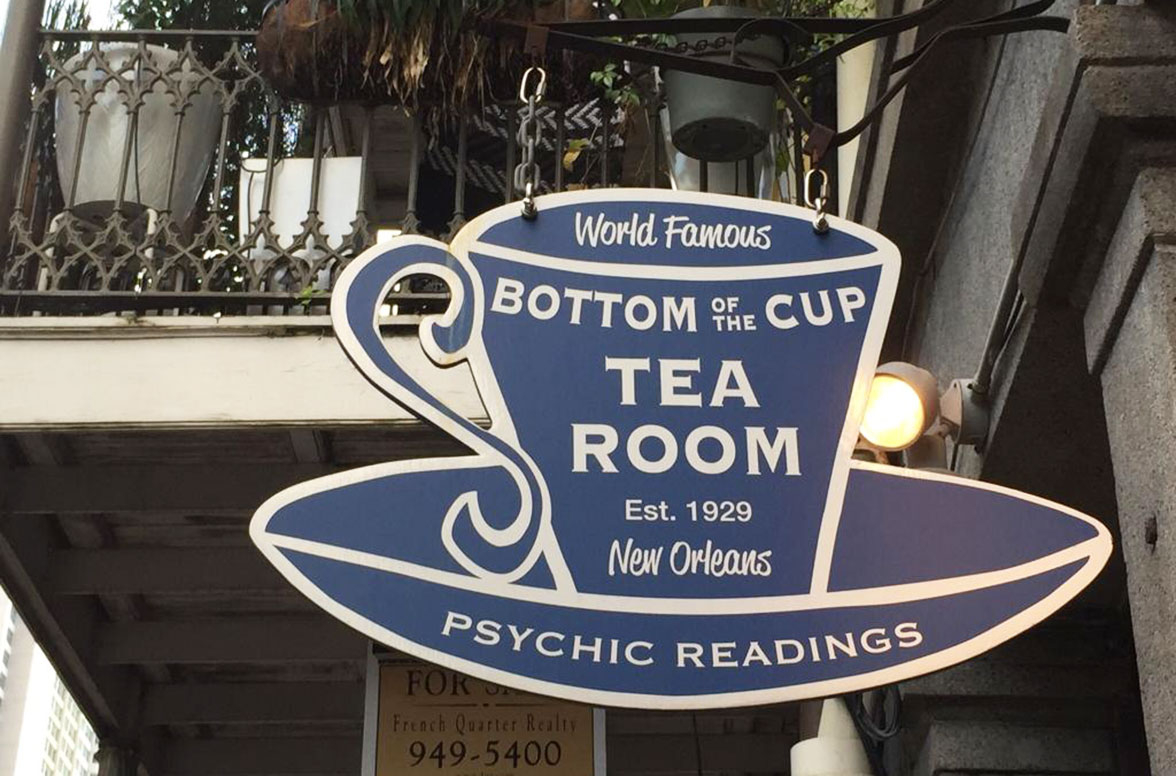 World Famous
BOTTOM OF THE CUP
TEA
ROOM
Est. 1929
New Orleans
PSYCHIC READINGS
FOR
French Quarter Realty
949-5400